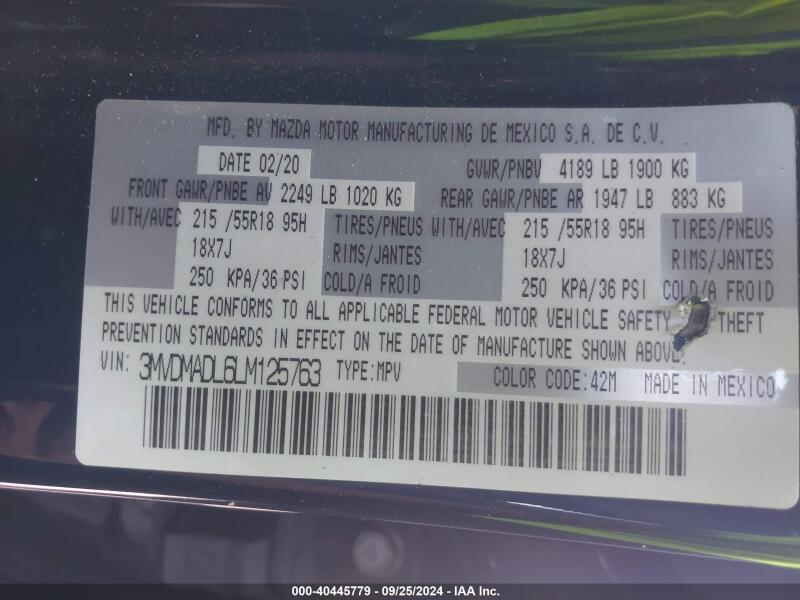 MFD. BY MAZDA MOTOR MANUFACTURING DE MEXICO S.A. DE C.V.
DATE 02/20 GVWR/PNBV 4189 LB 1900 KG
FRONT GAWR/PNBE AV 2249 LB 1020 KG REAR GAWR/PNBE AR 1947 LB 883 KG
WITH/AVEC 215 /55R18 95H TIRES/PNEUS WITH/AVEC 215 /55R18 95H TIRES/PNEUS
18X7J RIMS/JANTES 18X7J RIMS/JANTES
250 KPA/36 PSI COLD/A FROID 250 KPA/36 PSI COLD/A FROID
THIS VEHICLE CONFORMS TO ALL APPLICABLE FEDERAL MOTOR VEHICLE SAFETY THEFT
PREVENTION STANDARDS IN EFFECT ON THE DATE OF MANUFACTURE SHOWN ABOVE.
VIN: 3MVDMADL6LM125763 TYPE:MPV COLOR CODE:42M MADE IN MEXICO
000-40445779 - 09/25/2024 - IAA Inc.